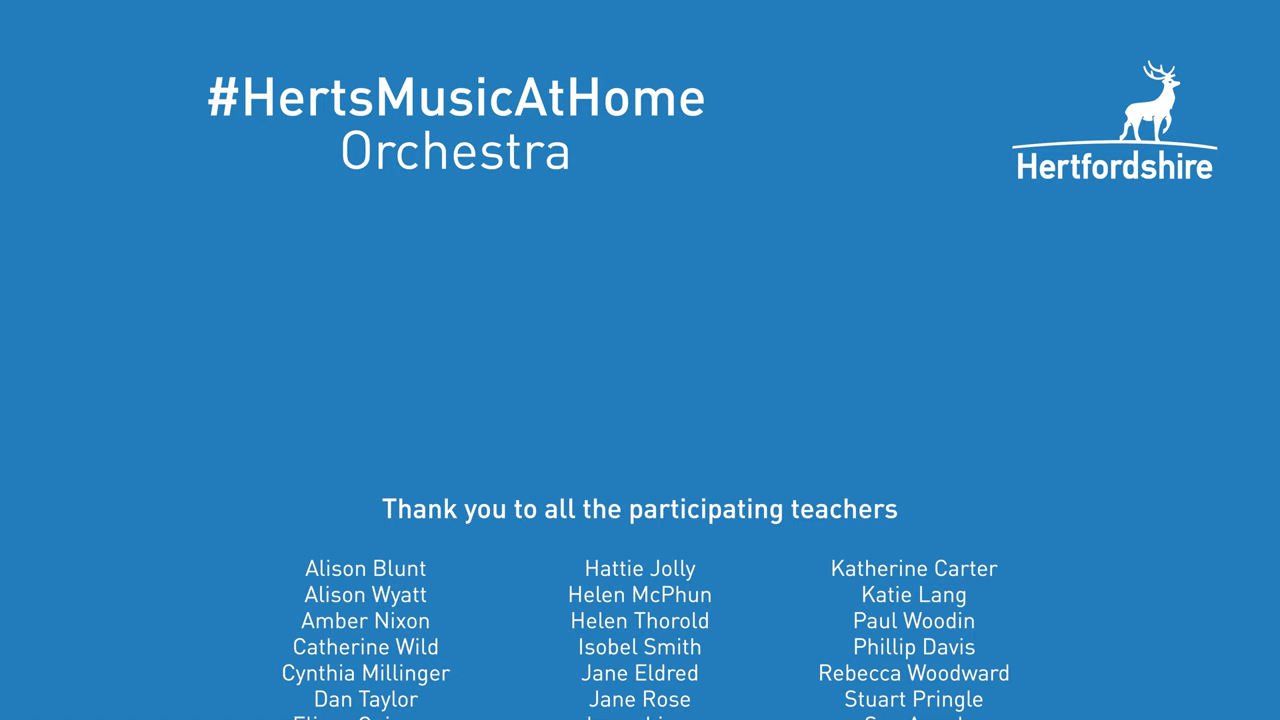 #HertsMusicAtHome
Orchestra
Hertfordshire
Thank you to all the participating teachers
Alison Blunt
Alison Wyatt
Amber Nixon
Catherine Wild
Cynthia Millinger
Dan Taylor
Hattie Jolly
Helen McPhun
Helen Thorold
Isobel Smith
Jane Eldred
Jane Rose
Katherine Carter
Katie Lang
Paul Woodin
Phillip Davis
Rebecca Woodward
Stuart Pringle